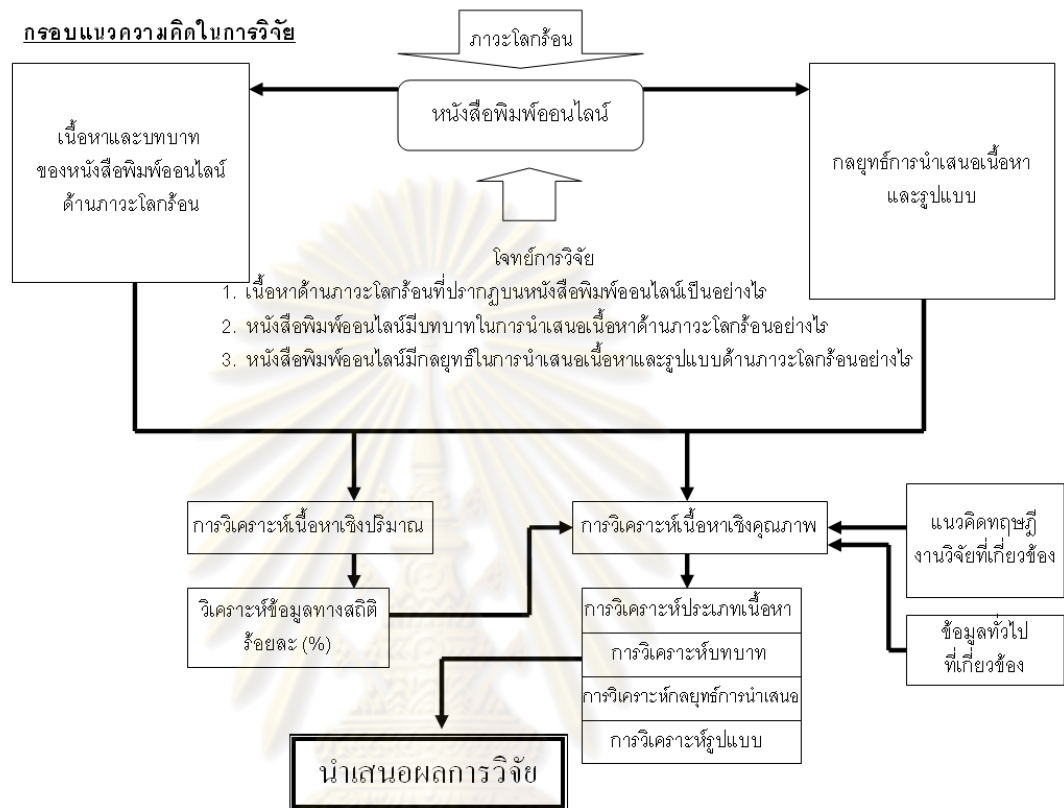 กรอบแนวความคิดในการวิจัย
ภาวะโลกร้อน
หนังสือพิมพ์ออนไลน์
เนื้อหาและบทบาท
ของหนังสือพิมพ์ออนไลน์
ด้านภาวะโลกร้อน
กลยุทธ์การนำเสนอเนื้อหา
และรูปแบบ
โจทย์การวิจัย
1. เนื้อหาด้านภาวะโลกร้อนที่ปรากฏบนหนังสือพิมพ์ออนไลน์เป็นอย่างไร
2. หนังสือพิมพ์ออนไลน์มีบทบาทในการนำเสนอเนื้อหาด้านภาวะโลกร้อนอย่างไร
3. หนังสือพิมพ์ออนไลน์มีกลยุทธ์ในการนำเสนอเนื้อหาและรูปแบบด้านภาวะโลกร้อนอย่างไร
การวิเคราะห์เนื้อหาเชิงปริมาณ
การวิเคราะห์เนื้อหาเชิงคุณภาพ
แนวคิดทฤษฎี
งานวิจัยที่เกี่ยวข้อง
วิเคราะห์ข้อมูลทางสถิติ
ร้อยละ (%)
การวิเคราะห์ประเภทเนื้อหา
การวิเคราะห์บทบาท
การวิเคราะห์กลยุทธ์การนำเสนอ
การวิเคราะห์รูปแบบ
ข้อมูลทั่วไป
ที่เกี่ยวข้อง
นำเสนอผลการวิจัย